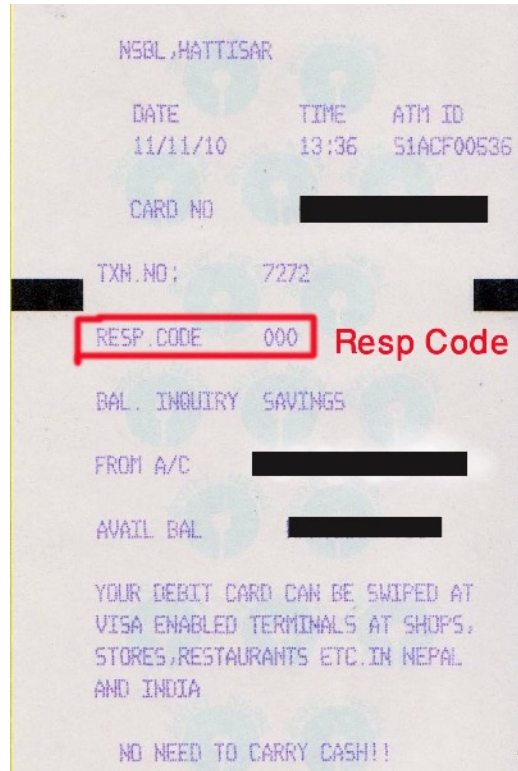 NSBL,HATTISAR
DATE TIME ATM ID
11/11/10 13:36 S1ACF00536
CARD NO
TXN.NO: 7272
RESP.CODE 000 Resp Code
BAL. INQUIRY SAVINGS
FROM A/C
AVAIL BAL
YOUR DEBIT CARD CAN BE SWIPED AT
VISA ENABLED TERMINALS AT SHOPS,
STORES,RESTAURANTS ETC.IN NEPAL
AND INDIA
NO NEED TO CARRY CASH!!